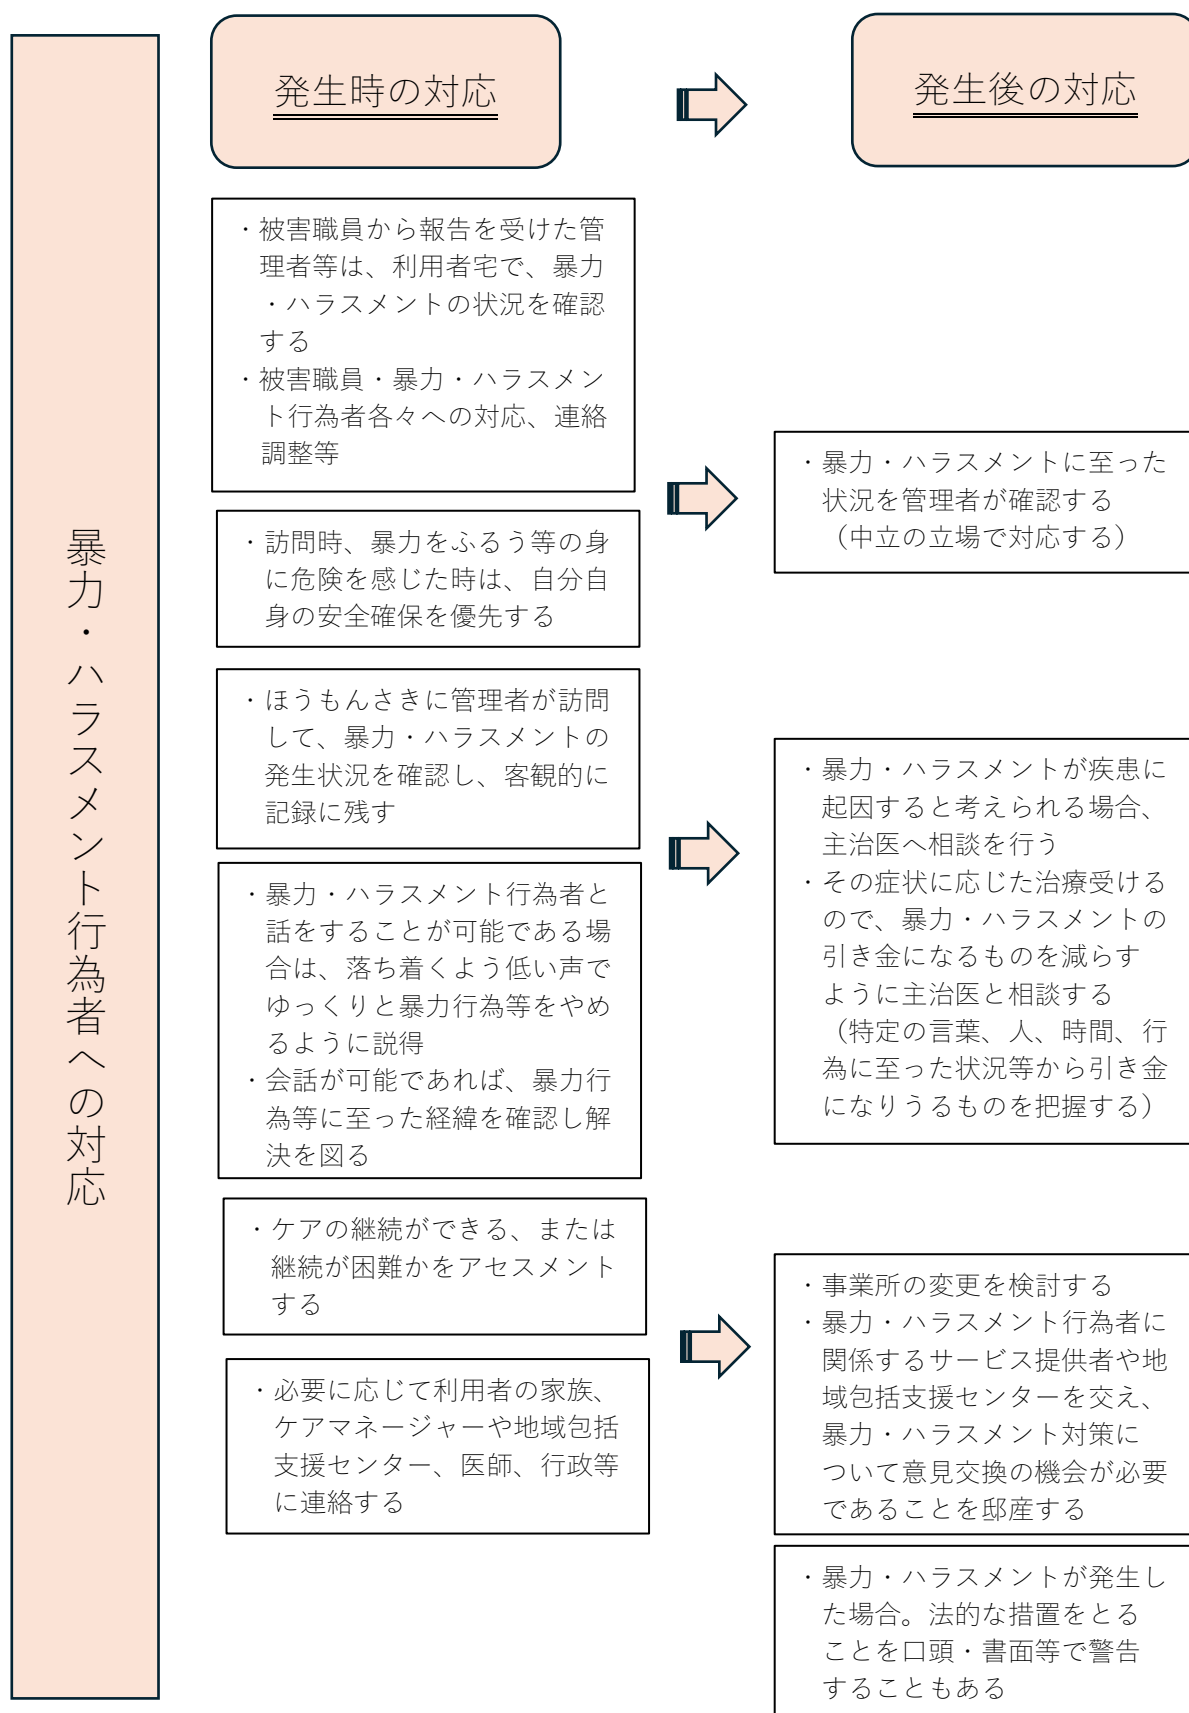 発生時の対応
発生後の対応
暴力・ハラスメント行為者への対応
・被害職員から報告を受けた管
理者等は、利用者宅で、暴力
・ハラスメントの状況を確認
する
・被害職員・暴力・ハラスメン
ト行為者各々への対応、連絡
調整等
・訪問時、暴力をふるう等の身
に危険を感じた時は、自分自
身の安全確保を優先する
・ほうもんさきに管理者が訪問
して、暴力・ハラスメントの
発生状況を確認し、客観的に
記録に残す
・暴力・ハラスメント行為者と
話をすることが可能である場
合は、落ち着くよう低い声で
ゆっくりと暴力行為等をやめ
るように説得
・会話が可能であれば、暴力行
為等に至った経緯を確認し解
決を図る
・ケアの継続ができる、または
継続が困難かをアセスメント
する
・必要に応じて利用者の家族、
ケアマネージャーや地域包括
支援センター、医師、行政等
に連絡する
・暴力・ハラスメントに至った
状況を管理者が確認する
（中立の立場で対応する）
・暴力・ハラスメントが疾患に
起因すると考えられる場合、
主治医へ相談を行う
・その症状に応じた治療受ける
ので、暴力・ハラスメントの
引き金になるものを減らす
ように主治医と相談する
（特定の言葉、人、時間、行
為に至った状況等から引き金
になりうるものを把握する）
・事業所の変更を検討する
・暴力・ハラスメント行為者に
関係するサービス提供者や地
域包括支援センターを交え、
暴力・ハラスメント対策に
ついて意見交換の機会が必要
であることを邸産する
・暴力・ハラスメントが発生し
た場合。法的な措置をとる
ことを口頭・書面等で警告
することもある